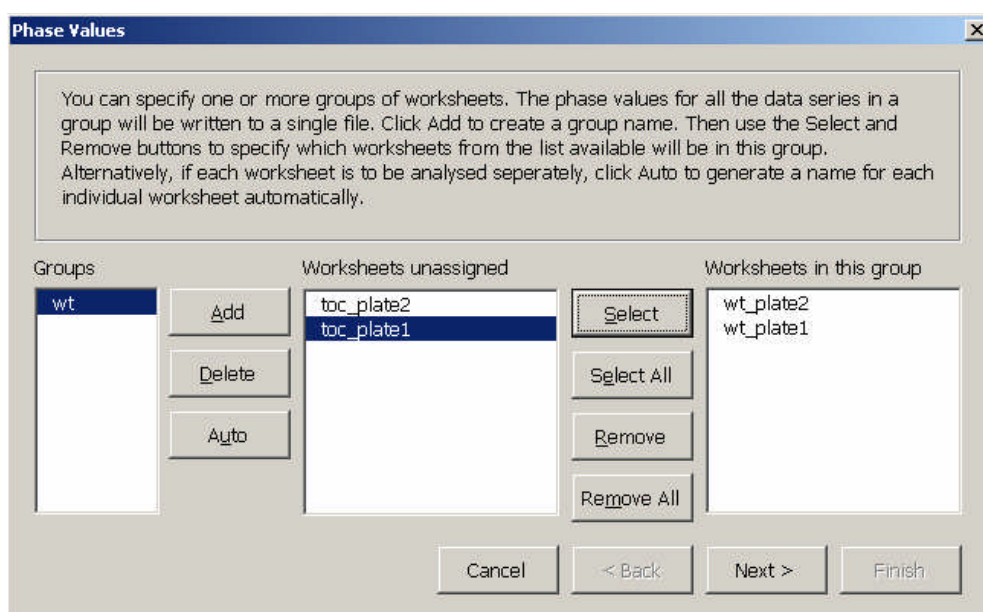 Phase Values
You can specify one or more groups of worksheets. The phase values for all the data series in a
group will be written to a single file. Click Add to create a group name. Then use the Select and
Remove buttons to specify which worksheets from the list available will be in this group.
Alternatively, if each worksheet is to be analysed seperately, click Auto to generate a name for each
individual worksheet automatically.
Groups
wt
Add
Delete
Auto
Worksheets unassigned
toc_plate2
toc_plate1
Select
Select All
Remove
Remove All
Worksheets in this group
wt_plate2
wt_plate1
Cancel
< Back
Next >
Finish